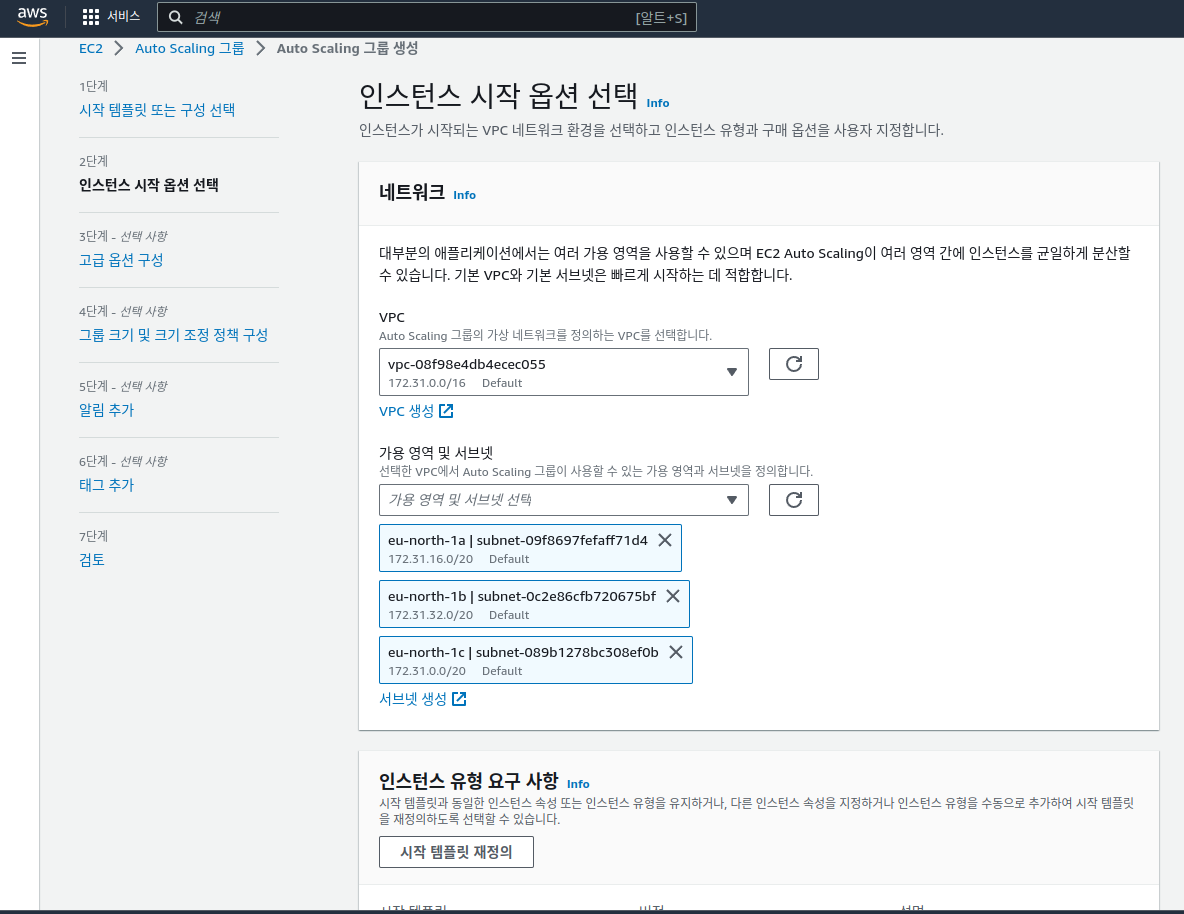 aws
서비스
검색
[알트+S]
EC2
Auto Scaling 그룹
Auto Scaling 그룹 생성
1단계
시작 템플릿 또는 구성 선택
2단계
인스턴스 시작 옵션 선택
3단계 - 선택 사항
고급 옵션 구성
4단계 - 선택 사항
그룹 크기 및 크기 조정 정책 구성
5단계 - 선택 사항
알림 추가
6단계 - 선택 사항
태그 추가
7단계
검토
인스턴스 시작 옵션 선택 Info
인스턴스가 시작되는 VPC 네트워크 환경을 선택하고 인스턴스 유형과 구매 옵션을 사용자 지정합니다.
네트워크 Info
대부분의 애플리케이션에서는 여러 가용 영역을 사용할 수 있으며 EC2 Auto Scaling이 여러 영역 간에 인스턴스를 균일하게 분산할
수 있습니다. 기본 VPC와 기본 서브넷은 빠르게 시작하는 데 적합합니다.
VPC
Auto Scaling 그룹의 가상 네트워크를 정의하는 VPC를 선택합니다.
vpc-08f98e4db4ecec055
172.31.0.0/16 Default
VPC 생성
가용 영역 및 서브넷
선택한 VPC에서 Auto Scaling 그룹이 사용할 수 있는 가용 영역과 서브넷을 정의합니다.
가용 영역 및 서브넷 선택
eu-north-1a | subnet-09f8697fefaff71d4
172.31.16.0/20 Default
eu-north-1b | subnet-0c2e86cfb720675bf
172.31.32.0/20 Default
eu-north-1c | subnet-089b1278bc308ef0b
172.31.0.0/20 Default
서브넷 생성
인스턴스 유형 요구 사항 Info
시작 템플릿과 동일한 인스턴스 속성 또는 인스턴스 유형을 유지하거나, 다른 인스턴스 속성을 지정하거나 인스턴스 유형을 수동으로 추가하여 시작 템플릿
을 재정의하도록 선택할 수 있습니다.
시작 템플릿 재정의
시작 템플릿 버전 설명